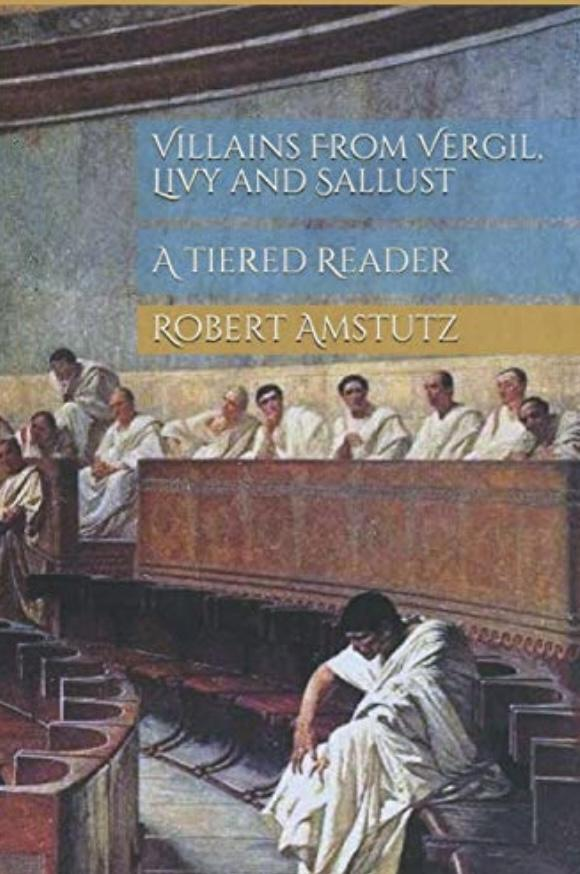 Villains from Vergil,
Livy and Sallust
A Tiered Reader
Robert Amstutz